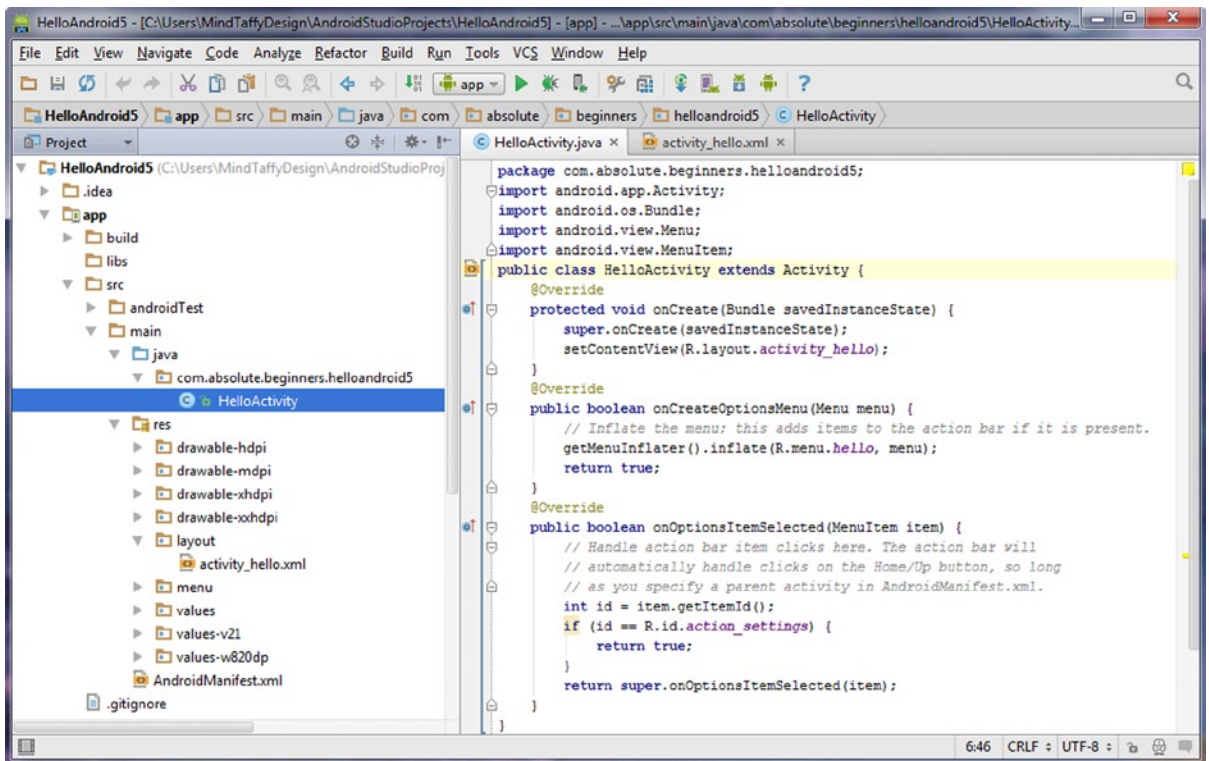 HelloAndroid5 - [C:\Users\MindTaffyDesign\AndroidStudioProjects\HelloAndroid5] - [app] - ...\app\src\main\java\com\absolute\beginners\helloandroid5\HelloActivity...
File Edit View Navigate Code Analyze Refactor Build Run Tools VCS Window Help
app
HelloAndroid5 app src main java com absolute beginners helloandroid5 HelloActivity
Project
HelloActivity.java
activity_hello.xml
HelloAndroid5 (C:\Users\MindTaffyDesign\AndroidStudioProj
.idea
app
build
libs
src
androidTest
main
java
com.absolute.beginners.helloandroid5
HelloActivity
res
drawable-hdpi
drawable-mdpi
drawable-xhdpi
drawable-xxhdpi
layout
activity_hello.xml
menu
values
values-v21
values-w820dp
AndroidManifest.xml
.gitignore
package com.absolute.beginners.helloandroid5;
import android.app.Activity;
import android.os.Bundle;
import android.view.Menu;
import android.view.MenuItem;
public class HelloActivity extends Activity {
@Override
protected void onCreate(Bundle savedInstanceState) {
super.onCreate(savedInstanceState);
setContentView(R.layout.activity_hello);
}
@Override
public boolean onCreateOptionsMenu(Menu menu) {
// Inflate the menu; this adds items to the action bar if it is present.
getMenuInflater().inflate(R.menu.hello, menu);
return true;
}
@Override
public boolean onOptionsItemSelected(MenuItem item) {
// Handle action bar item clicks here. The action bar will
// automatically handle clicks on the Home/Up button, so long
// as you specify a parent activity in AndroidManifest.xml.
int id = item.getItemId();
if (id == R.id.action_settings) {
return true;
}
return super.onOptionsItemSelected(item);
}
}
6:46 CRLF UTF-8